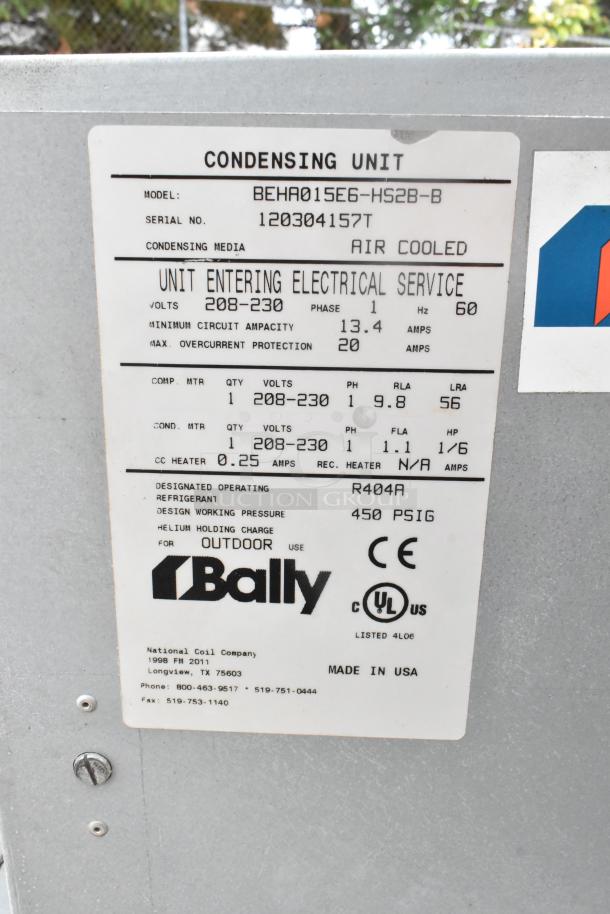 CONDENSING UNIT
MODEL: BEHA015E6-HS2B-B
SERIAL NO. 120304157T
CONDENSING MEDIA AIR COOLED
UNIT ENTERING ELECTRICAL SERVICE
VOLTS 208-230 PHASE 1 Hz 60
MINIMUM CIRCUIT AMPACITY 13.4 AMPS
MAX. OVERCURRENT PROTECTION 20 AMPS
COMP. MTR QTY VOLTS PH RLA LRA
1 208-230 1 9.8 56
COND. MTR QTY VOLTS PH FLA HP
1 208-230 1 1.1 1/6
CC HEATER 0.25 AMPS REC. HEATER N/A AMPS
DESIGNATED OPERATING R404A
REFRIGERANT
AUCTION GROUP
DESIGN WORKING PRESSURE 450 PSIG
HELIUM HOLDING CHARGE
FOR OUTDOOR USE
CE
Bally
C UL US
LISTED 4L06
National Coil Company
1998 FM 2011
Longview, TX 75603
MADE IN USA
Phone: 800-463-9517 * 519-751-0444
Fax: 519-753-1140